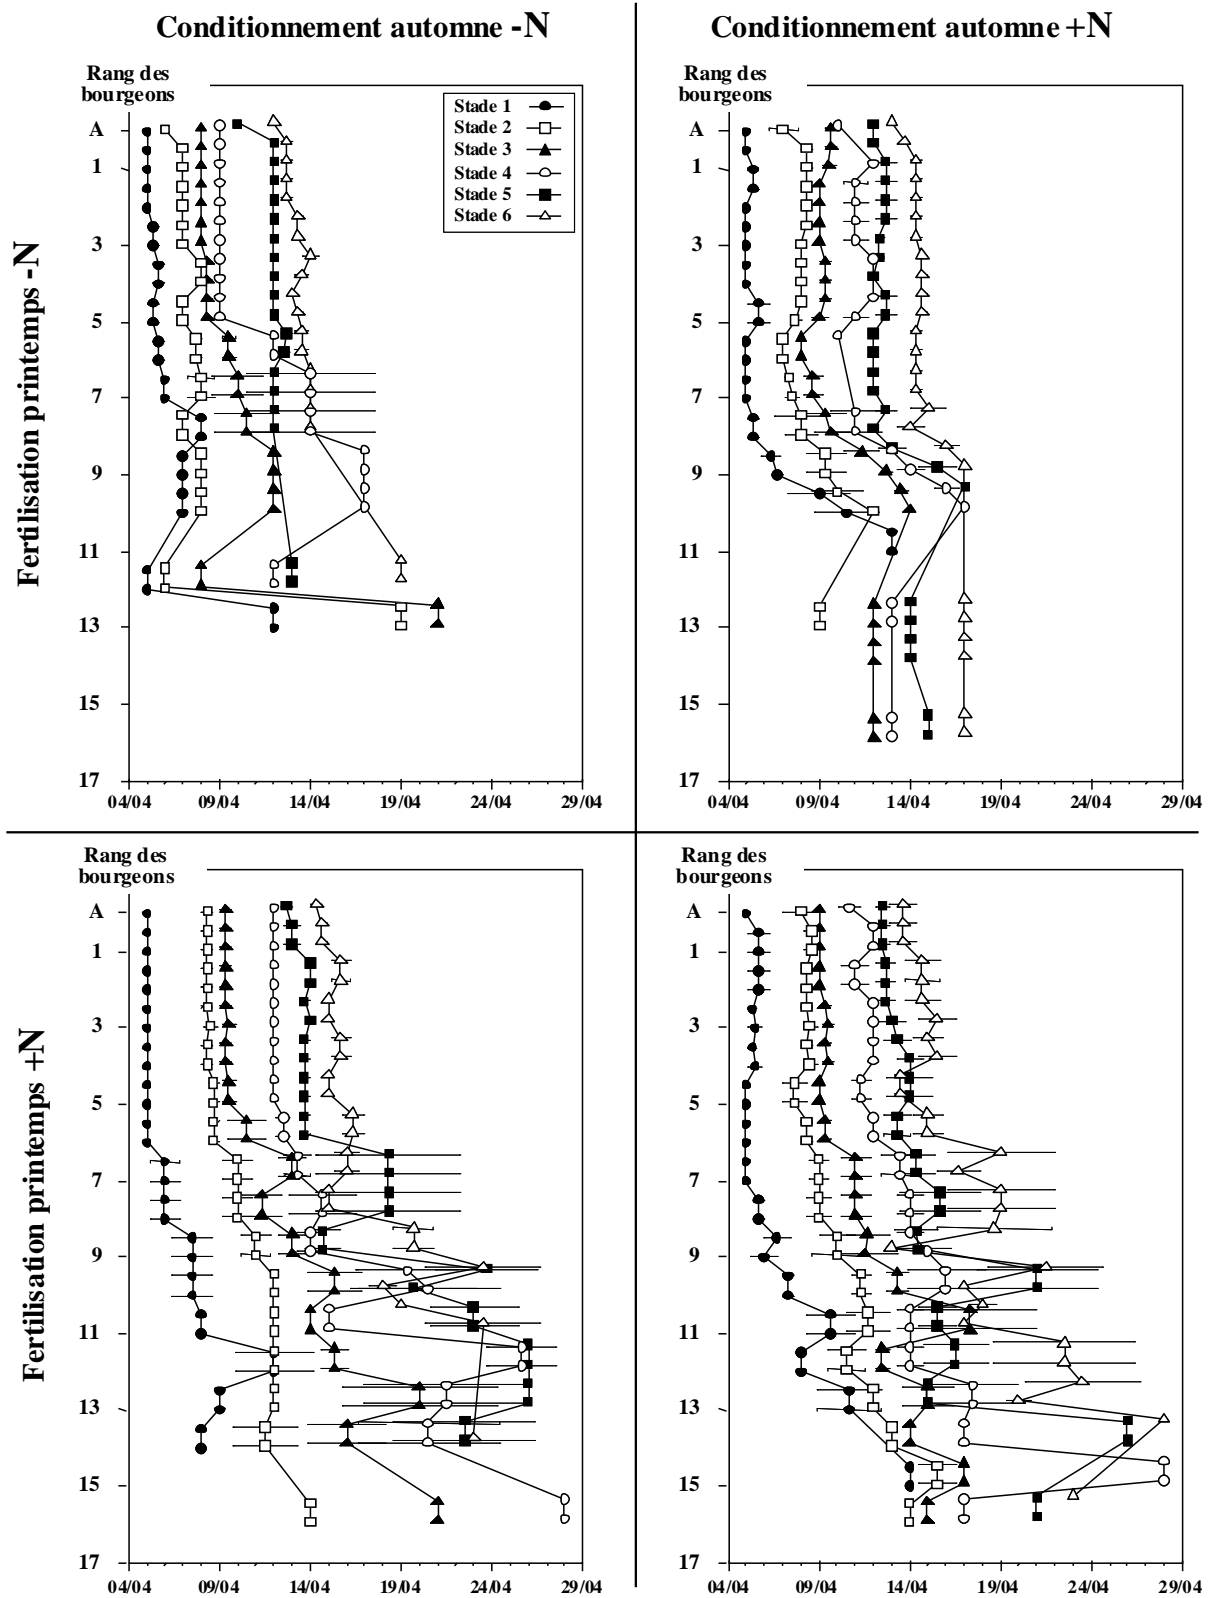 Conditionnement automne -N
Conditionnement automne +N
Fertilisation printemps -N
Rang des
bourgeons
A
1
3
5
7
9
11
13
15
17
04/04 09/04 14/04 19/04 24/04 29/04
Stade 1
Stade 2
Stade 3
Stade 4
Stade 5
Stade 6
Rang des
bourgeons
A
1
3
5
7
9
11
13
15
17
04/04 09/04 14/04 19/04 24/04 29/04
Fertilisation printemps +N
Rang des
bourgeons
A
1
3
5
7
9
11
13
15
17
04/04 09/04 14/04 19/04 24/04 29/04
Rang des
bourgeons
A
1
3
5
7
9
11
13
15
17
04/04 09/04 14/04 19/04 24/04 29/04